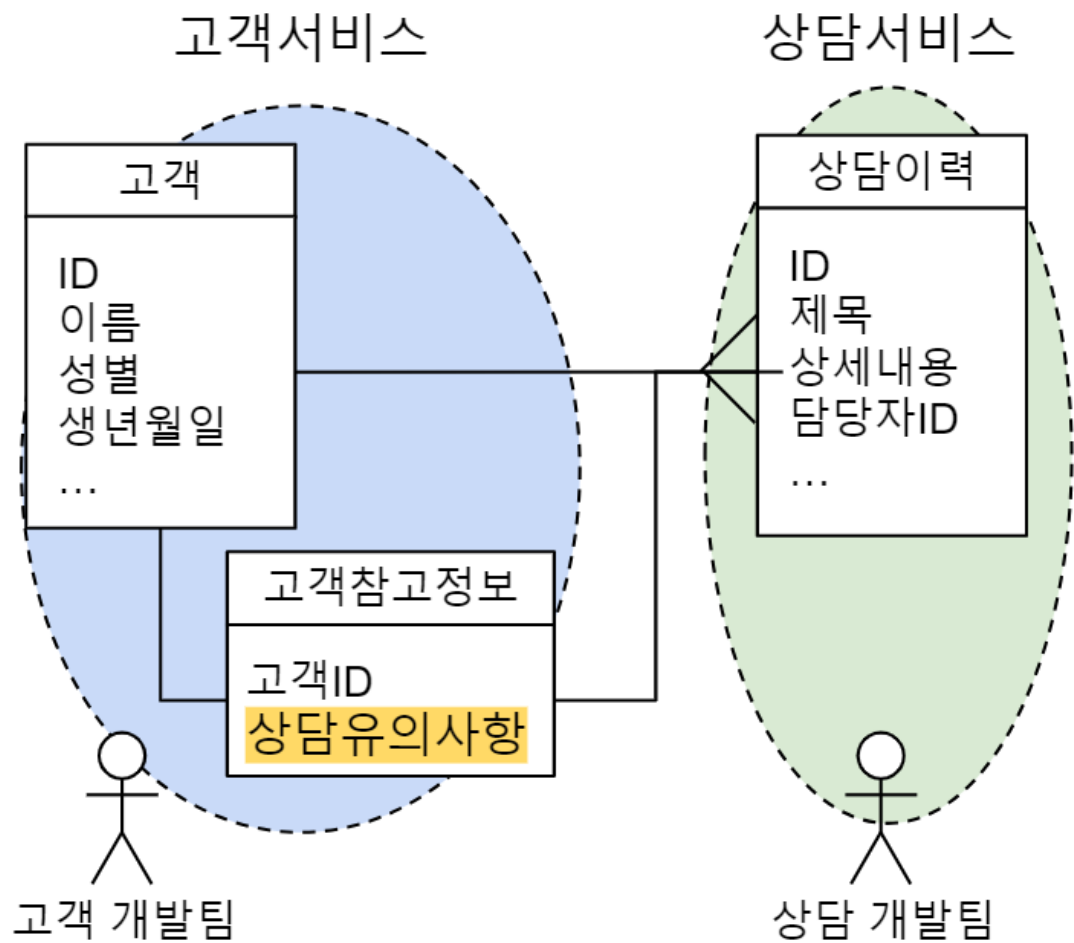 고객서비스
상담서비스
고객
ID
이름
성별
생년월일
...
상담이력
ID
제목
상세내용
담당자ID
...
고객참고정보
고객ID
상담유의사항
고객 개발팀
상담 개발팀